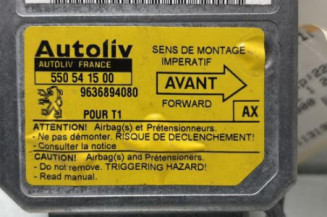 Autoliv
AUTOLIV FRANCE
550 54 15 00
9636894080
SENS DE MONTAGE
IMPERATIF
AVANT
FORWARD
POUR T1
AX
ATTENTION! Airbag(s) et Prétensionneurs.
- Ne pas démonter. RISQUE DE DECLENCHEMENT!
- Consulter la notice
CAUTION! Airbag(s) and Prétensioners.
- Do not remove. TRIGGERING HAZARD!
- Read manual.